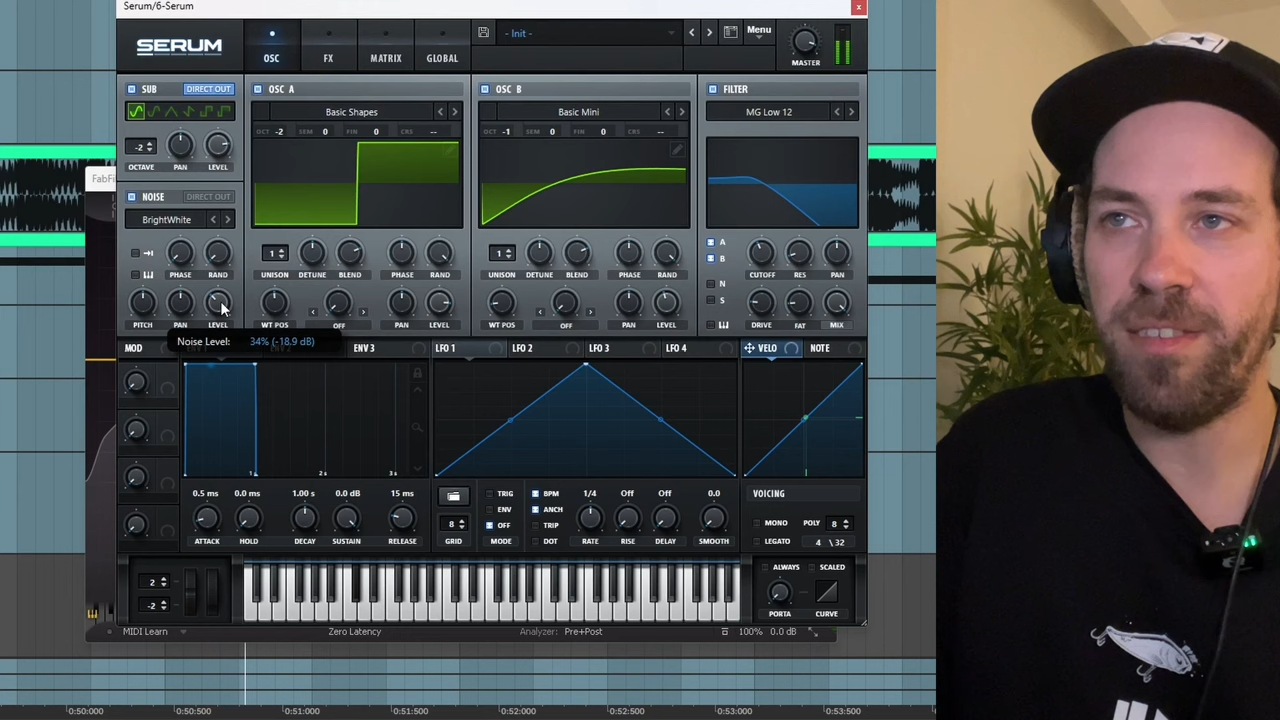 Serum/6-Serum
x
SERUM
OSC
FX
MATRIX
GLOBAL
- Init -
Menu
MASTER
SUB
DIRECT OUT
OSC A
OSC B
FILTER
Basic Shapes
Basic Mini
MG Low 12
OCT -2 SEM 0 FIN 0 CRS --
OCT -1 SEM 0 FIN 0 CRS --
-2
OCTAVE
PAN
LEVEL
FabFi
NOISE
DIRECT OUT
BrightWhite
PHASE
RAND
1
UNISON
DETUNE
BLEND
PHASE
RAND
1
UNISON
DETUNE
BLEND
PHASE
RAND
A
B
N
S
CUTOFF
RES
PAN
PITCH
PAN
LEVEL
WT POS
OFF
PAN
LEVEL
WT POS
OFF
PAN
LEVEL
DRIVE
FAT
MIX
Noise Level: 34% (-18.9 dB)
MOD
ENV 3
LFO 1
LFO 2
LFO 3
LFO 4
VELO
NOTE
1s
2s
3s
0.5 ms
0.0 ms
1.00 s
0.0 dB
15 ms
ATTACK
HOLD
DECAY
SUSTAIN
RELEASE
8
GRID
TRIG
ENV
OFF
MODE
BPM
ANCH
TRIP
DOT
1/4
Off
Off
0.0
RATE
RISE
DELAY
SMOOTH
VOICING
MONO
POLY
8
LEGATO
4 \32
2
-2
ALWAYS
SCALED
PORTA
CURVE
MIDI Learn
Zero Latency
Analyzer: Pre+Post
100%
0.0 dB
0:50:000
0:50:500
0:51:000
0:51:500
0:52:000
0:52:500
0:53:000
0:53:500